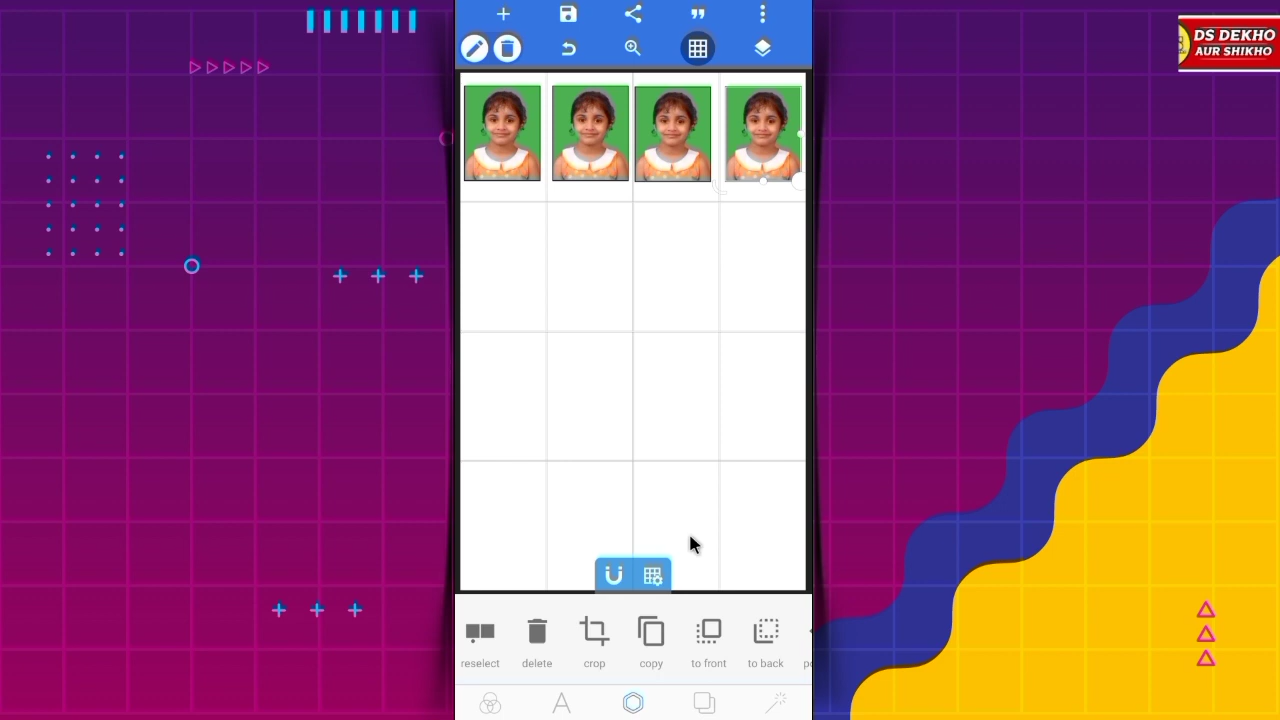 DS DEKHO
AUR SHIKHO
reselect
delete
crop
copy
to front
to back